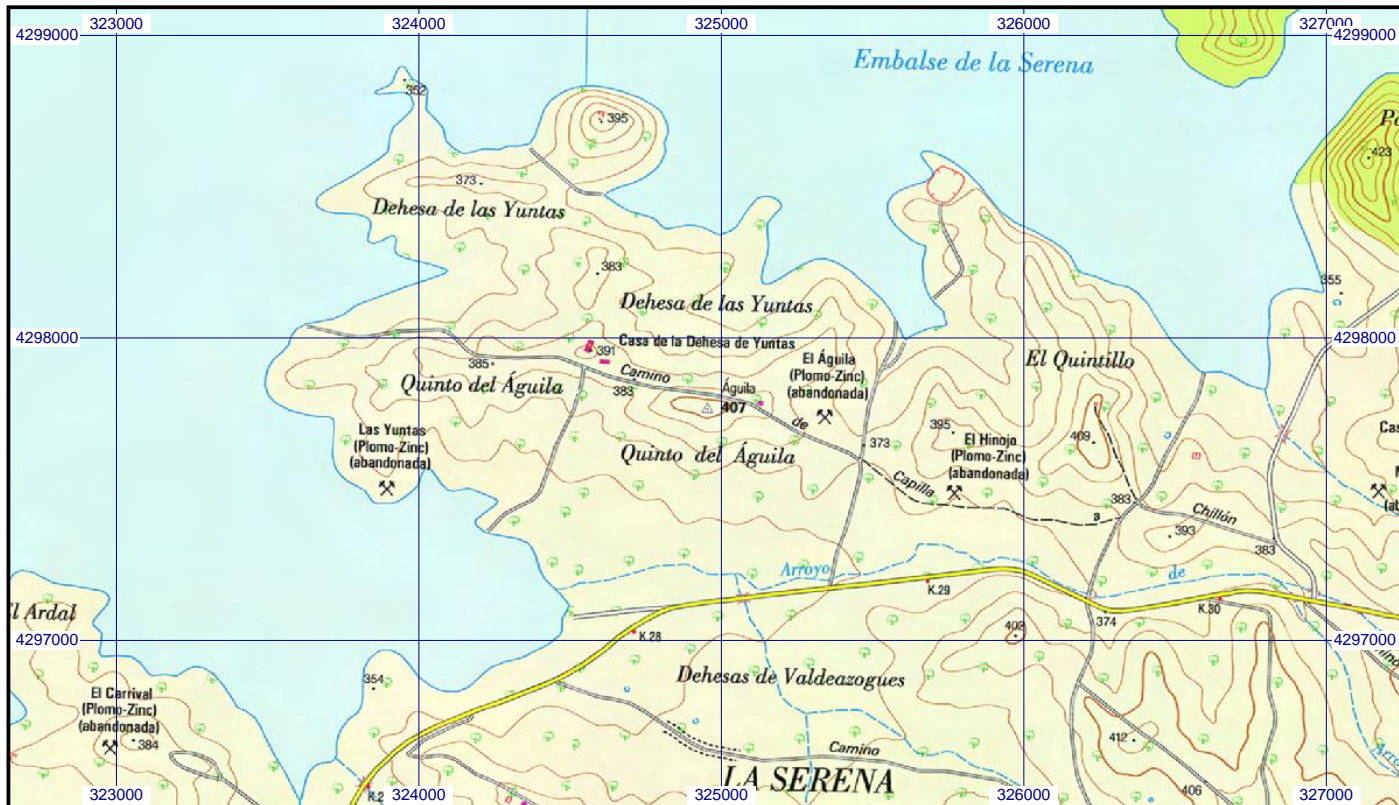 323000
324000
325000
326000
327000
4299000
4299000
Embalse de la Serena
352
395
423
373
Dehesa de las Yuntas
383
355
Dehesa de las Yuntas
4298000
4298000
Casa de la Dehesa de Yuntas
391
385
El Águila
(Plomo-Zinc)
(abandonada)
El Quintillo
Quinto del Águila
Camino
383
Águila
407
de
Las Yuntas
(Plomo-Zinc)
(abandonada)
Quinto del Águila
373
395
El Hinojo
(Plomo-Zinc)
(abandonada)
409
Capilla
383
a
Chillón
393
383
Arroyo
de
K.29
K.30
374
El Ardal
4297000
4297000
K.28
403
Dehesas de Valdeazogues
354
El Carrival
(Plomo-Zinc)
(abandonada)
384
412
Camino
LA SERENA
406